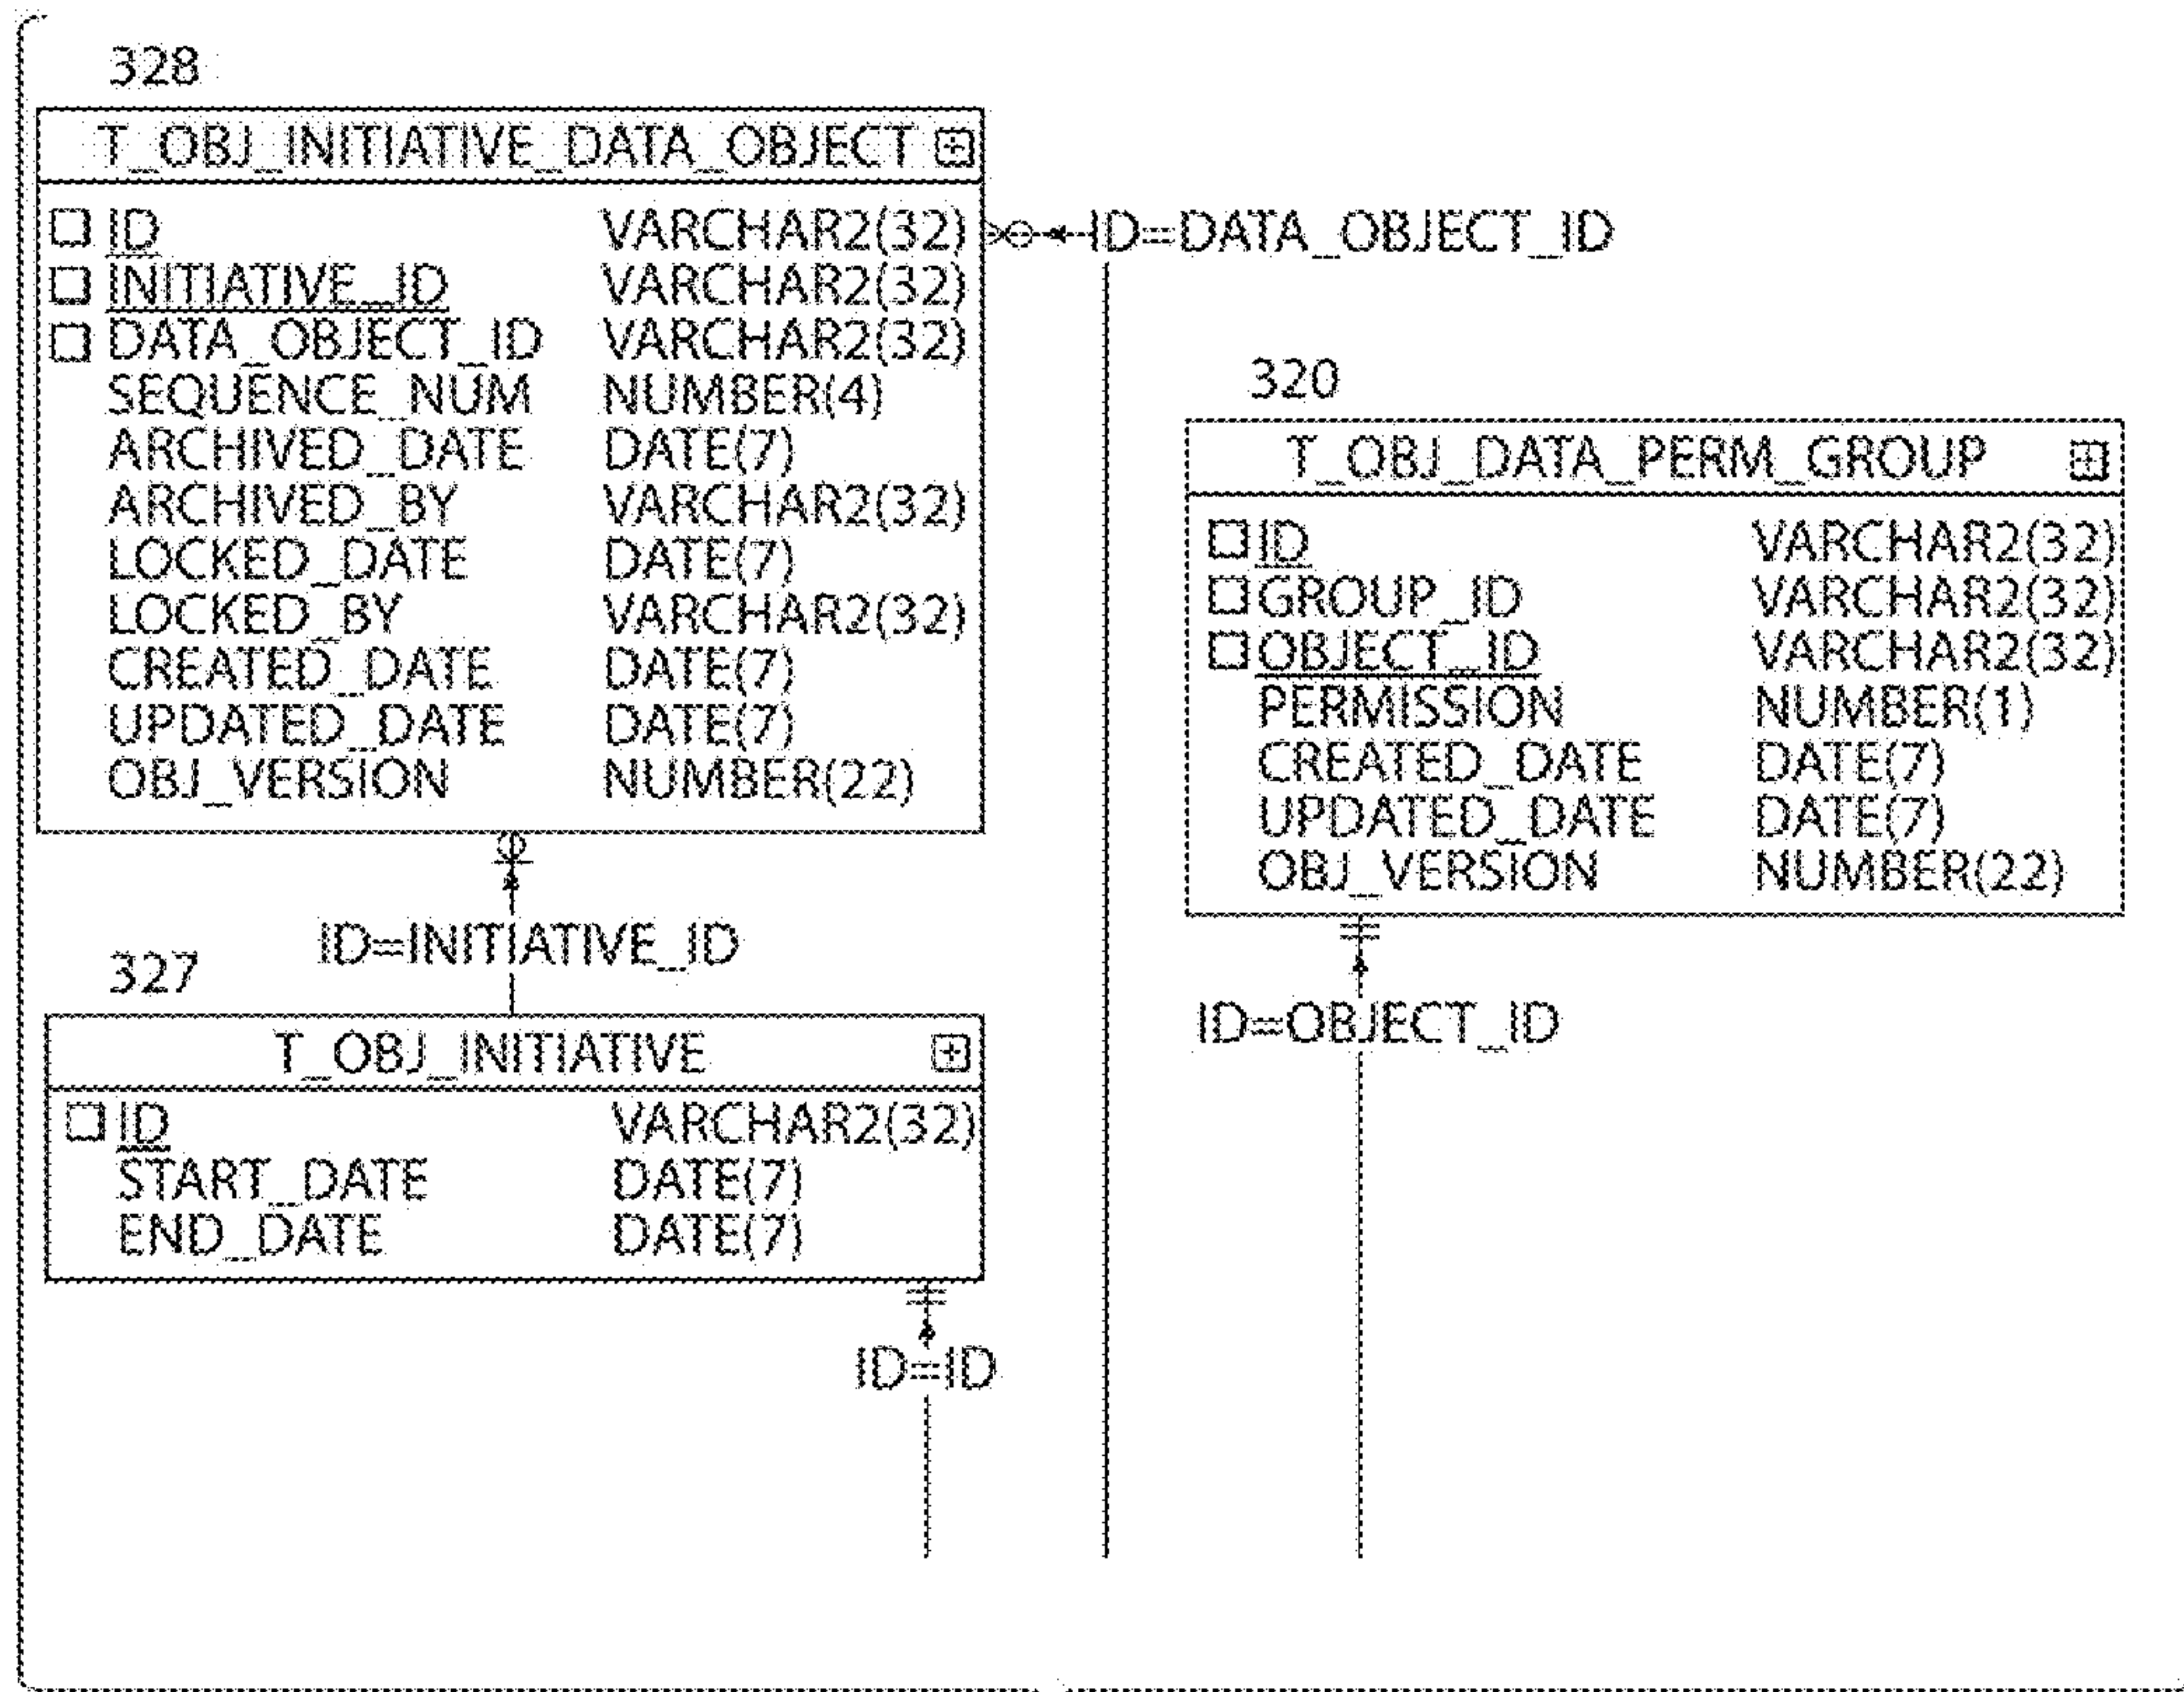 328
T_OBJ_INITIATIVE_DATA_OBJECT
ID VARCHAR2(32)
INITIATIVE_ID VARCHAR2(32)
DATA_OBJECT_ID VARCHAR2(32)
SEQUENCE_NUM NUMBER(4)
ARCHIVED_DATE DATE(7)
ARCHIVED_BY VARCHAR2(32)
LOCKED_DATE DATE(7)
LOCKED_BY VARCHAR2(32)
CREATED_DATE DATE(7)
UPDATED_DATE DATE(7)
OBJ_VERSION NUMBER(22)
ID=DATA_OBJECT_ID
320
T_OBJ_DATA_PERM_GROUP
ID VARCHAR2(32)
GROUP_ID VARCHAR2(32)
OBJECT_ID VARCHAR2(32)
PERMISSION NUMBER(1)
CREATED_DATE DATE(7)
UPDATED_DATE DATE(7)
OBJ_VERSION NUMBER(22)
ID=INITIATIVE_ID
327
T_OBJ_INITIATIVE
ID VARCHAR2(32)
START_DATE DATE(7)
END_DATE DATE(7)
ID=OBJECT_ID
ID=ID